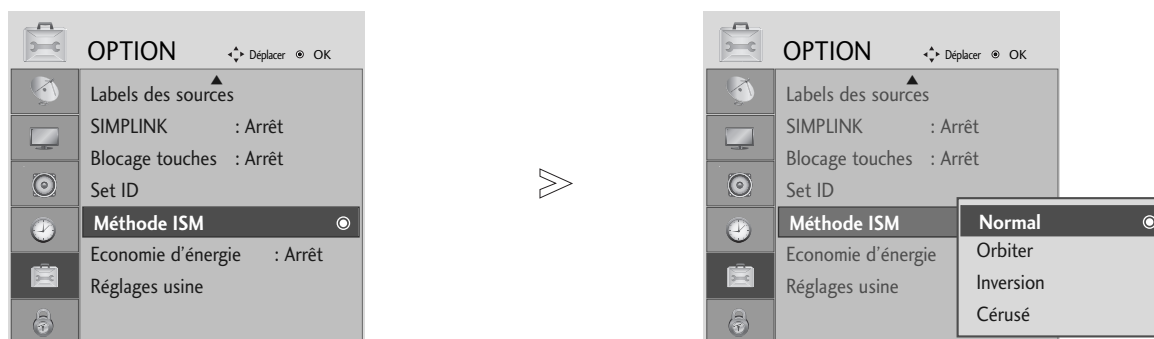 OPTION Déplacer OK
Labels des sources
SIMPLINK : Arrêt
Blocage touches : Arrêt
Set ID
Méthode ISM
Economie d’énergie : Arrêt
Réglages usine
OPTION Déplacer OK
Labels des sources
SIMPLINK : Arrêt
Blocage touches : Arrêt
Set ID
Méthode ISM
Economie d’énergie
Réglages usine
Normal
Orbiter
Inversion
Cérusé